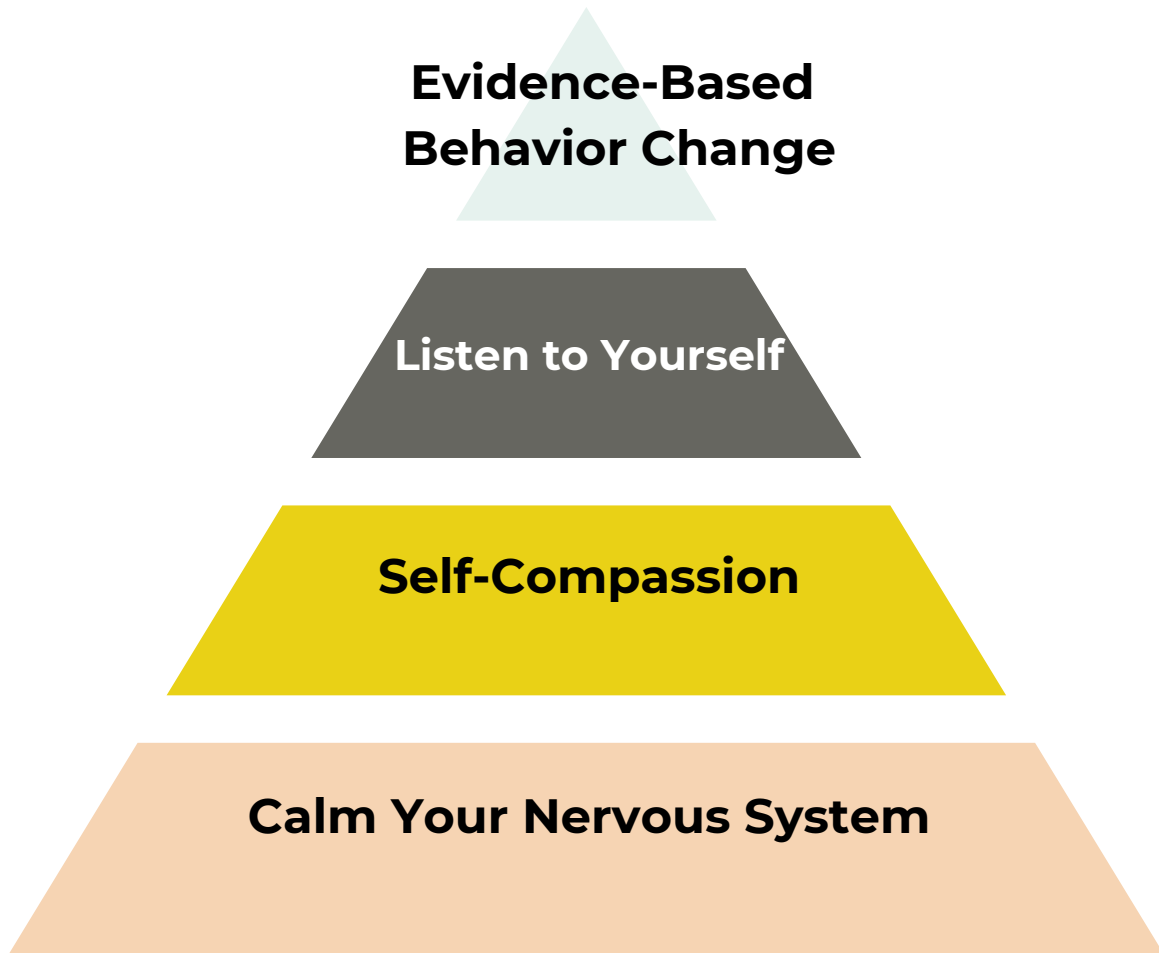 Evidence-Based
Behavior Change
Listen to Yourself
Self-Compassion
Calm Your Nervous System